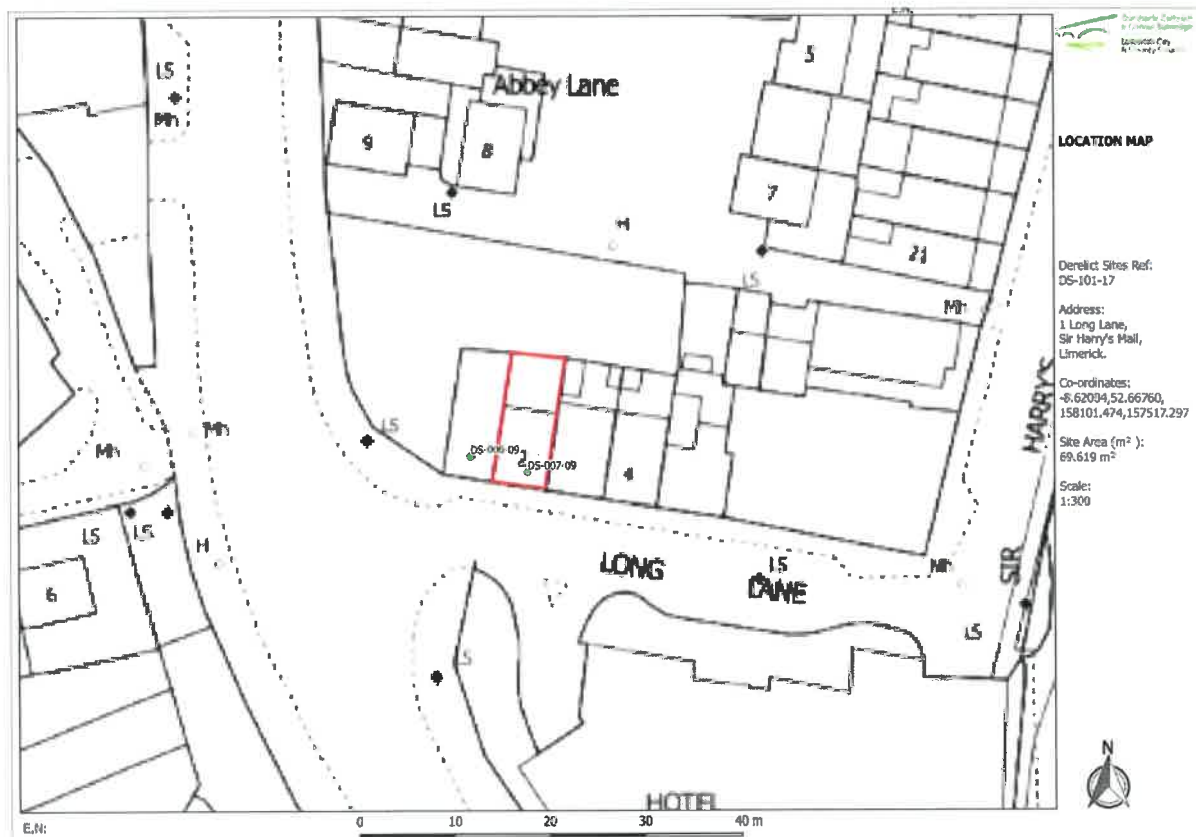 LS
Mh
Abbey Lane
5
9
8
LS
7
H
21
LS
Mh
LOCATION MAP
Derelict Sites Ref:
DS-101-17
Address:
1 Long Lane,
Sir Harry's Mall,
Limerick.
Co-ordinates:
-8.62094,52.66760,
158101.474,157517.297
Site Area (m² ):
69.619 m²
Scale:
1:300
LS
Mh
Mh
DS-006-09
DS-007-09
4
LS
LS
H
6
LONG
LANE
LS
Mh
SIR
HARRY'S
LS
LS
HOTEL
N
E,N:
0 10 20 30 40 m